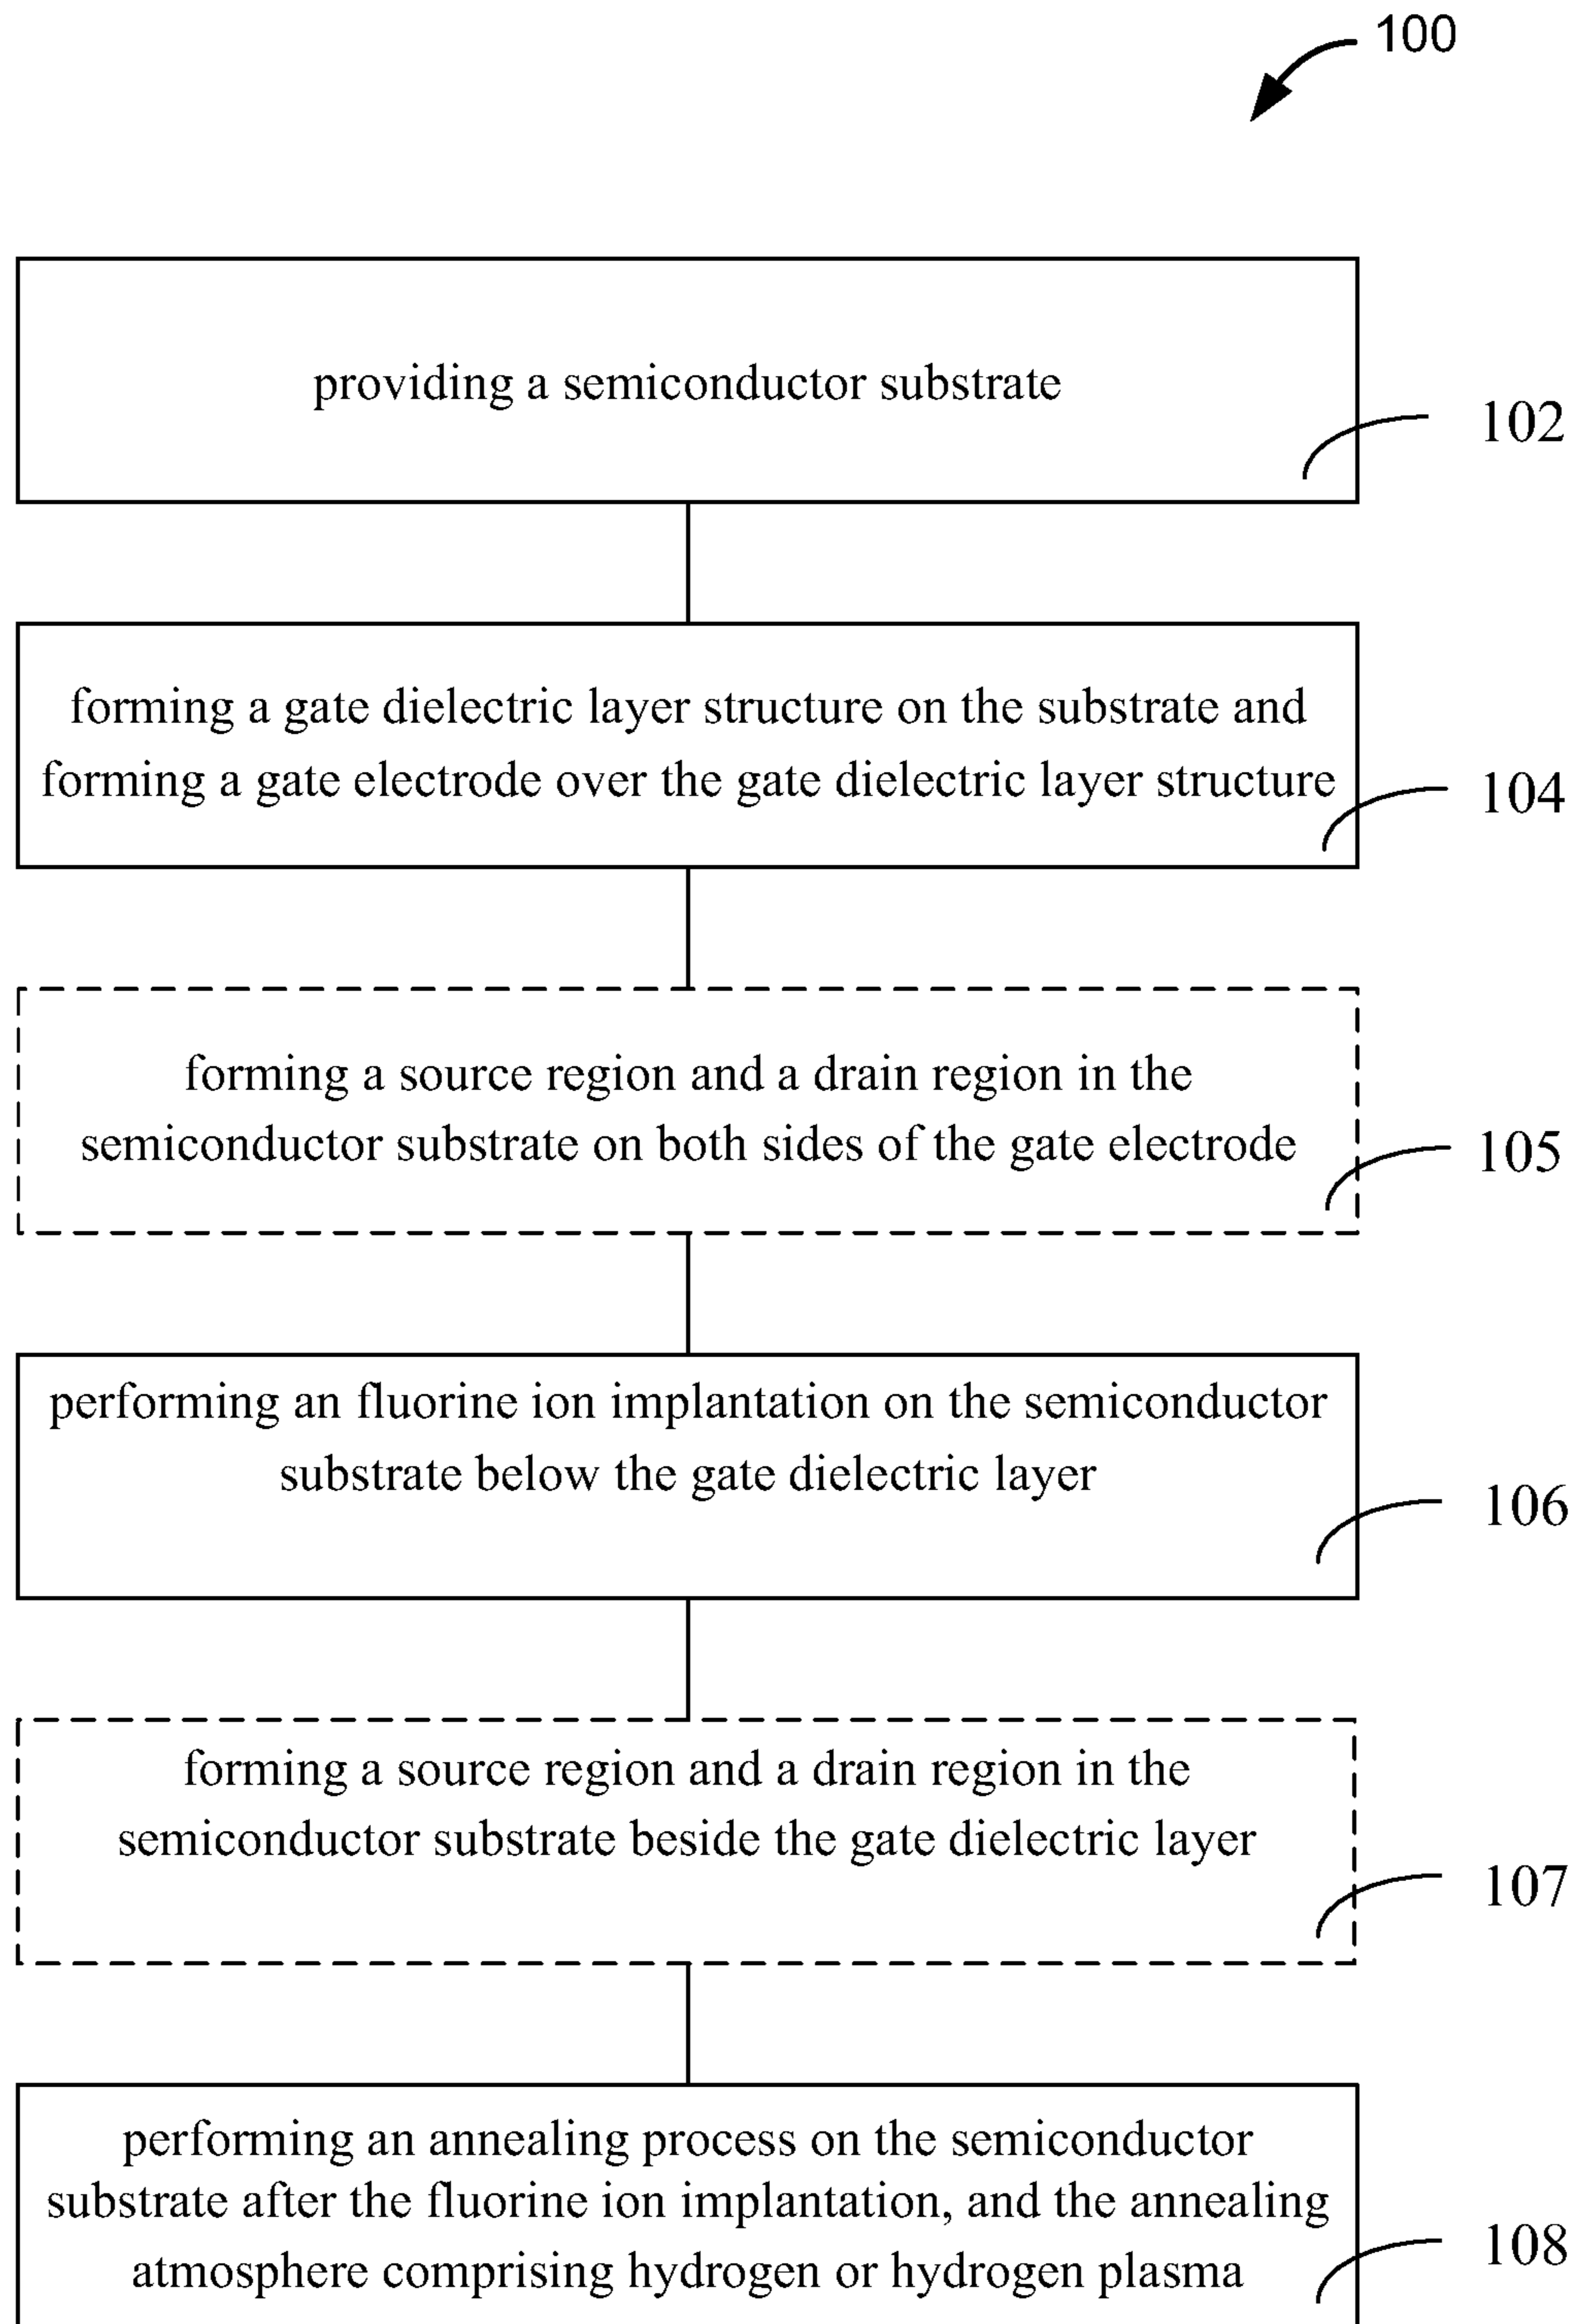 100
providing a semiconductor substrate
102
forming a gate dielectric layer structure on the substrate and
forming a gate electrode over the gate dielectric layer structure
104
forming a source region and a drain region in the
semiconductor substrate on both sides of the gate electrode
105
performing an fluorine ion implantation on the semiconductor
substrate below the gate dielectric layer
106
forming a source region and a drain region in the
semiconductor substrate beside the gate dielectric layer
107
performing an annealing process on the semiconductor
substrate after the fluorine ion implantation, and the annealing
atmosphere comprising hydrogen or hydrogen plasma
108